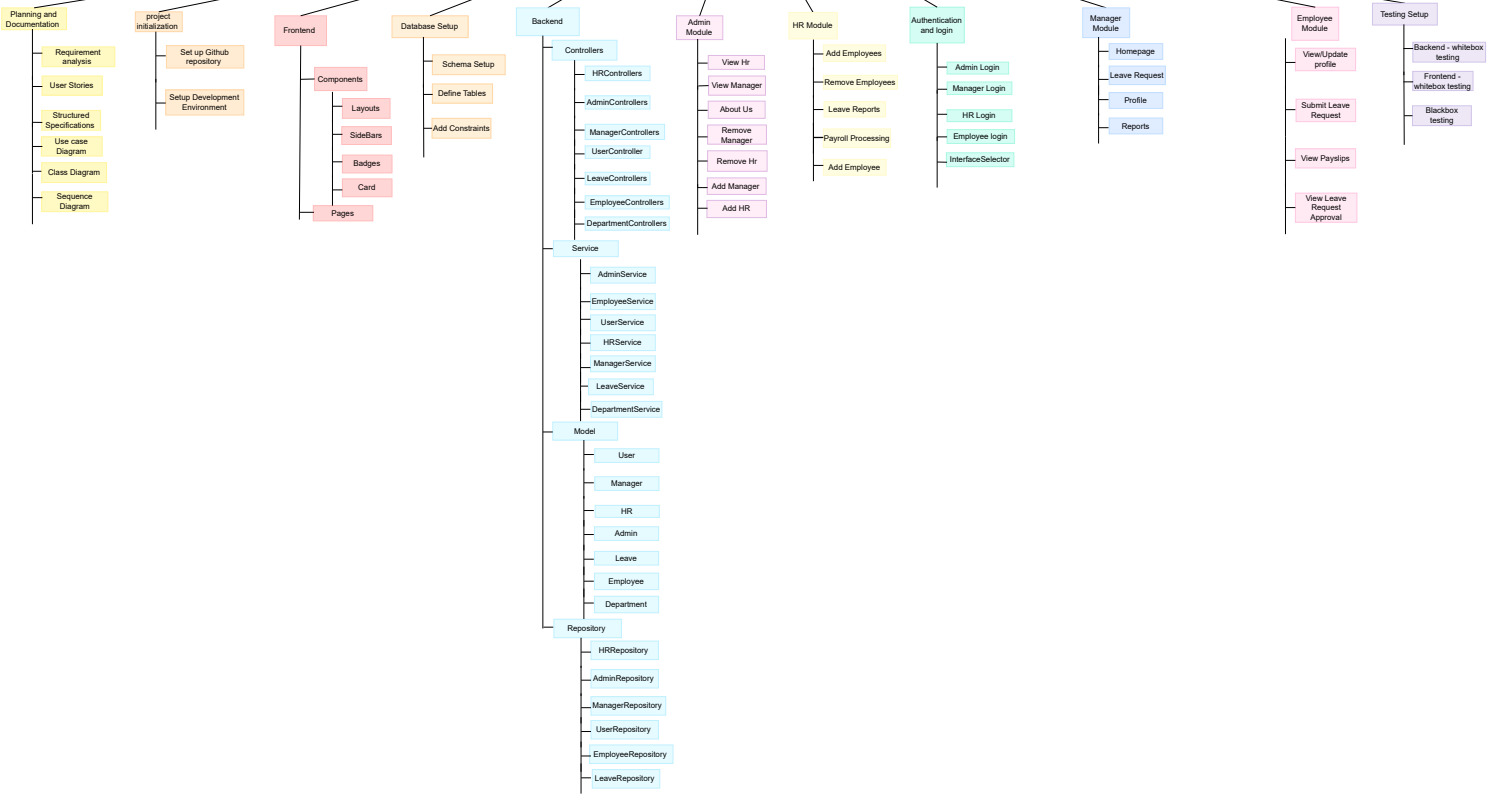 Planning and
Documentation
Requirement
analysis
User Stories
Structured
Specifications
Use case
Diagram
Class Diagram
Sequence
Diagram
project
initialization
Set up Github
repository
Setup Development
Environment
Frontend
Components
Layouts
SideBars
Badges
Card
Pages
Database Setup
Schema Setup
Define Tables
Add Constraints
Backend
Controllers
HRControllers
AdminControllers
ManagerControllers
UserController
LeaveControllers
EmployeeControllers
DepartmentControllers
Service
AdminService
EmployeeService
UserService
HRService
ManagerService
LeaveService
DepartmentService
Model
User
Manager
HR
Admin
Leave
Employee
Department
Repository
HRRepository
AdminRepository
ManagerRepository
UserRepository
EmployeeRepository
LeaveRepository
Admin
Module
View Hr
View Manager
About Us
Remove
Manager
Remove Hr
Add Manager
Add HR
HR Module
Add Employees
Remove Employees
Leave Reports
Payroll Processing
Add Employee
Authentication
and login
Admin Login
Manager Login
HR Login
Employee login
InterfaceSelector
Manager
Module
Homepage
Leave Request
Profile
Reports
Employee
Module
View/Update
profile
Submit Leave
Request
View Payslips
View Leave
Request
Approval
Testing Setup
Backend - whitebox
testing
Frontend -
whitebox testing
Blackbox
testing